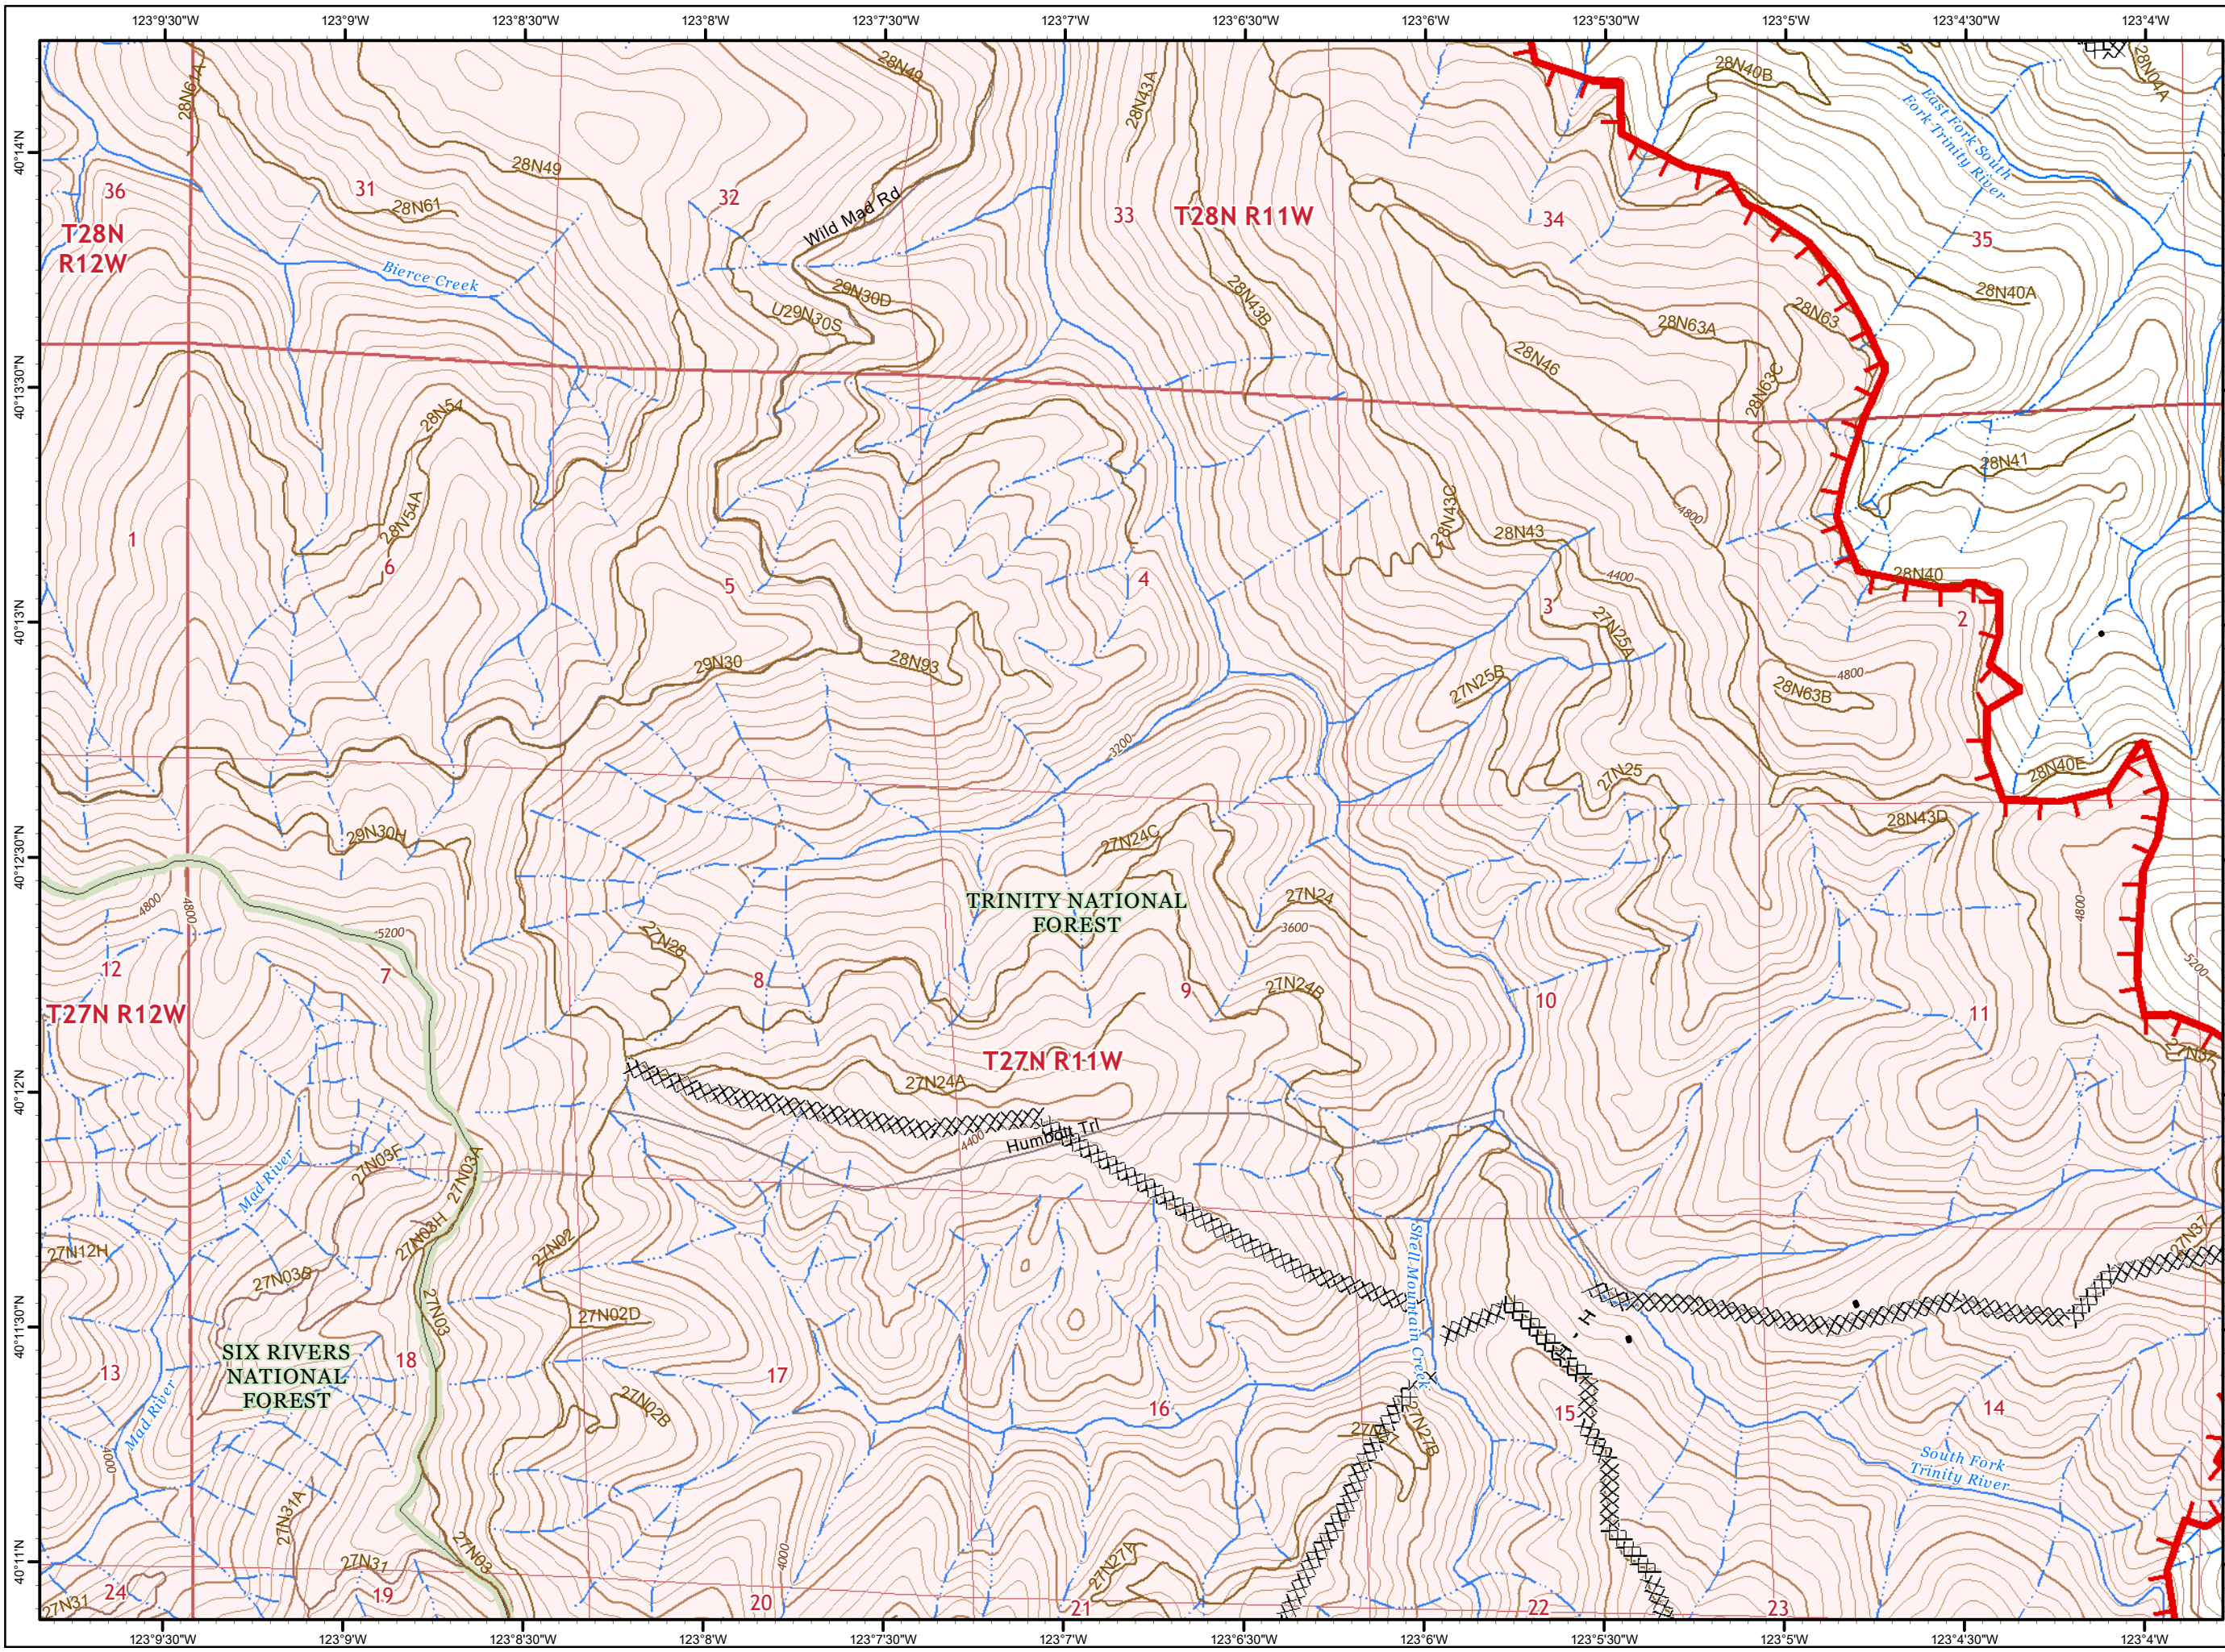 123°9'30"W
123°9'W
123°8'30"W
123°8'W
123°7'30"W
123°7'W
123°6'30"W
123°6'W
123°5'30"W
123°5'W
123°4'30"W
123°4'W
28N61A
28N49
28N43A
28N40B
28N04A
East Fork South
Fork Trinity
River
40°14'N
28N49
36
31
28N61
32
Wild Mad Rd
33
T28N R11W
34
35
T28N
R12W
Bierce Creek
29N30D
U29N30S
28N43B
28N63A
28N63
28N40A
28N46
28N63C
40°13'30"N
28N54
28N54A
28N41
28N43C
4800
28N43
1
6
5
4
4400
3
28N40
2
40°13'N
27N25A
29N30
28N93
27N25B
4800
28N63B
3200
27N25
28N40E
29N30H
27N24C
28N43D
40°12'30"N
4800
4800
5200
TRINITY NATIONAL
FOREST
27N24
3600
4800
27N28
12
7
8
9
27N24B
10
11
5200
T27N R12W
T27N R11W
27N37
27N24A
40°12'N
4400
Humbolt Trl
27N03F
27N03A
Mad River
27N03H
27N02
27N12H
27N03S
27N37
Shell Mountain Creek
27N03
27N02D
H
H
40°11'30"N
SIX RIVERS
NATIONAL
FOREST
13
18
17
16
15
14
Mad River
27N02B
27N27B
4000
South Fork
Trinity River
27N31A
27N31
27N03
4000
27N27A
40°11'N
24
27N31
19
20
21
22
23
123°9'30"W
123°9'W
123°8'30"W
123°8'W
123°7'30"W
123°7'W
123°6'30"W
123°6'W
123°5'30"W
123°5'W
123°4'30"W
123°4'W